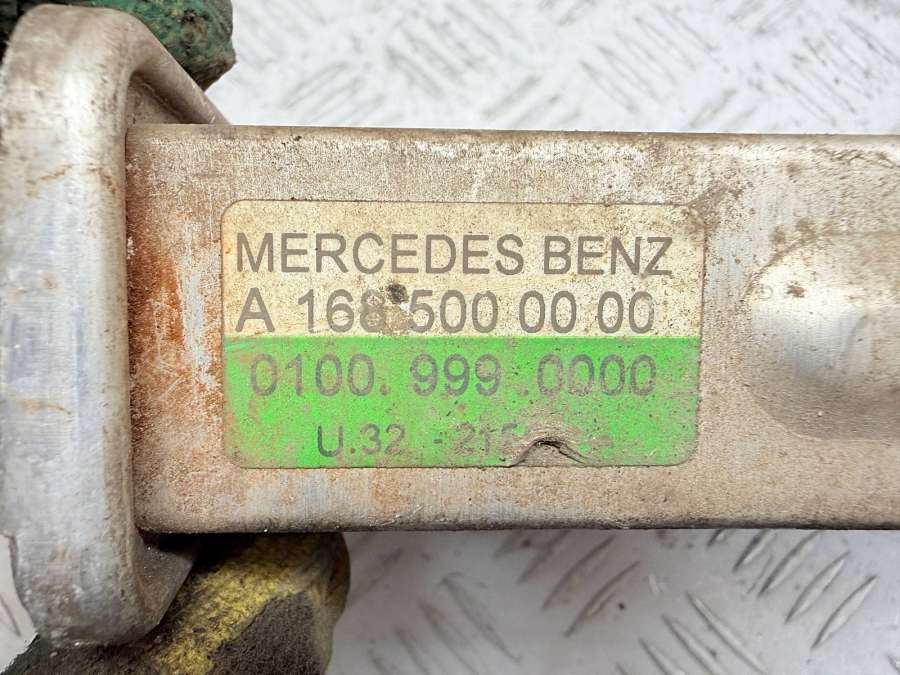 MERCEDES BENZ
A 168 500 00 00
0100. 999 .0000
U.32 -